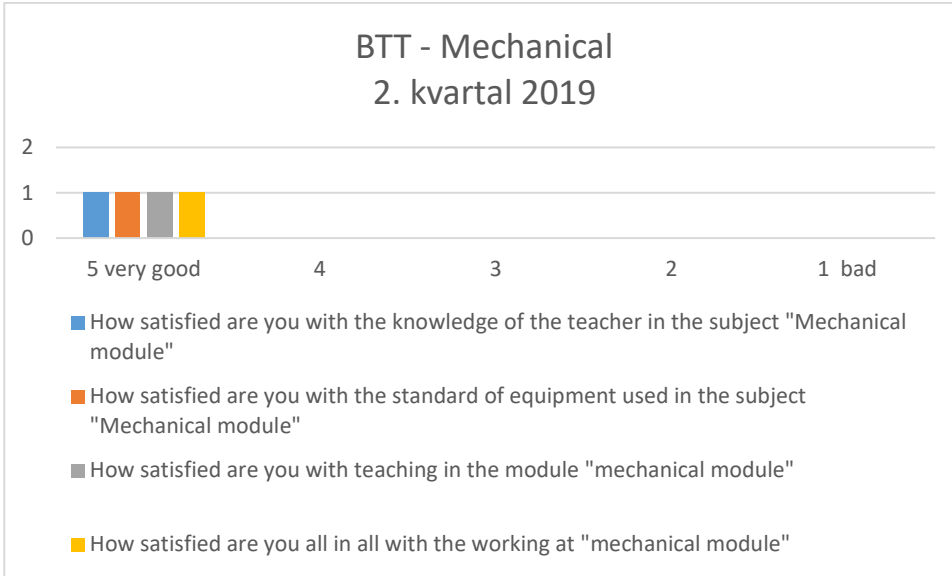 BTT - Mechanical
2. kvartal 2019
2
1
0
5 very good
4
3
2
1 bad
How satisfied are you with the knowledge of the teacher in the subject "Mechanical
module"
How satisfied are you with the standard of equipment used in the subject
"Mechanical module"
How satisfied are you with teaching in the module "mechanical module"
How satisfied are you all in all with the working at "mechanical module"